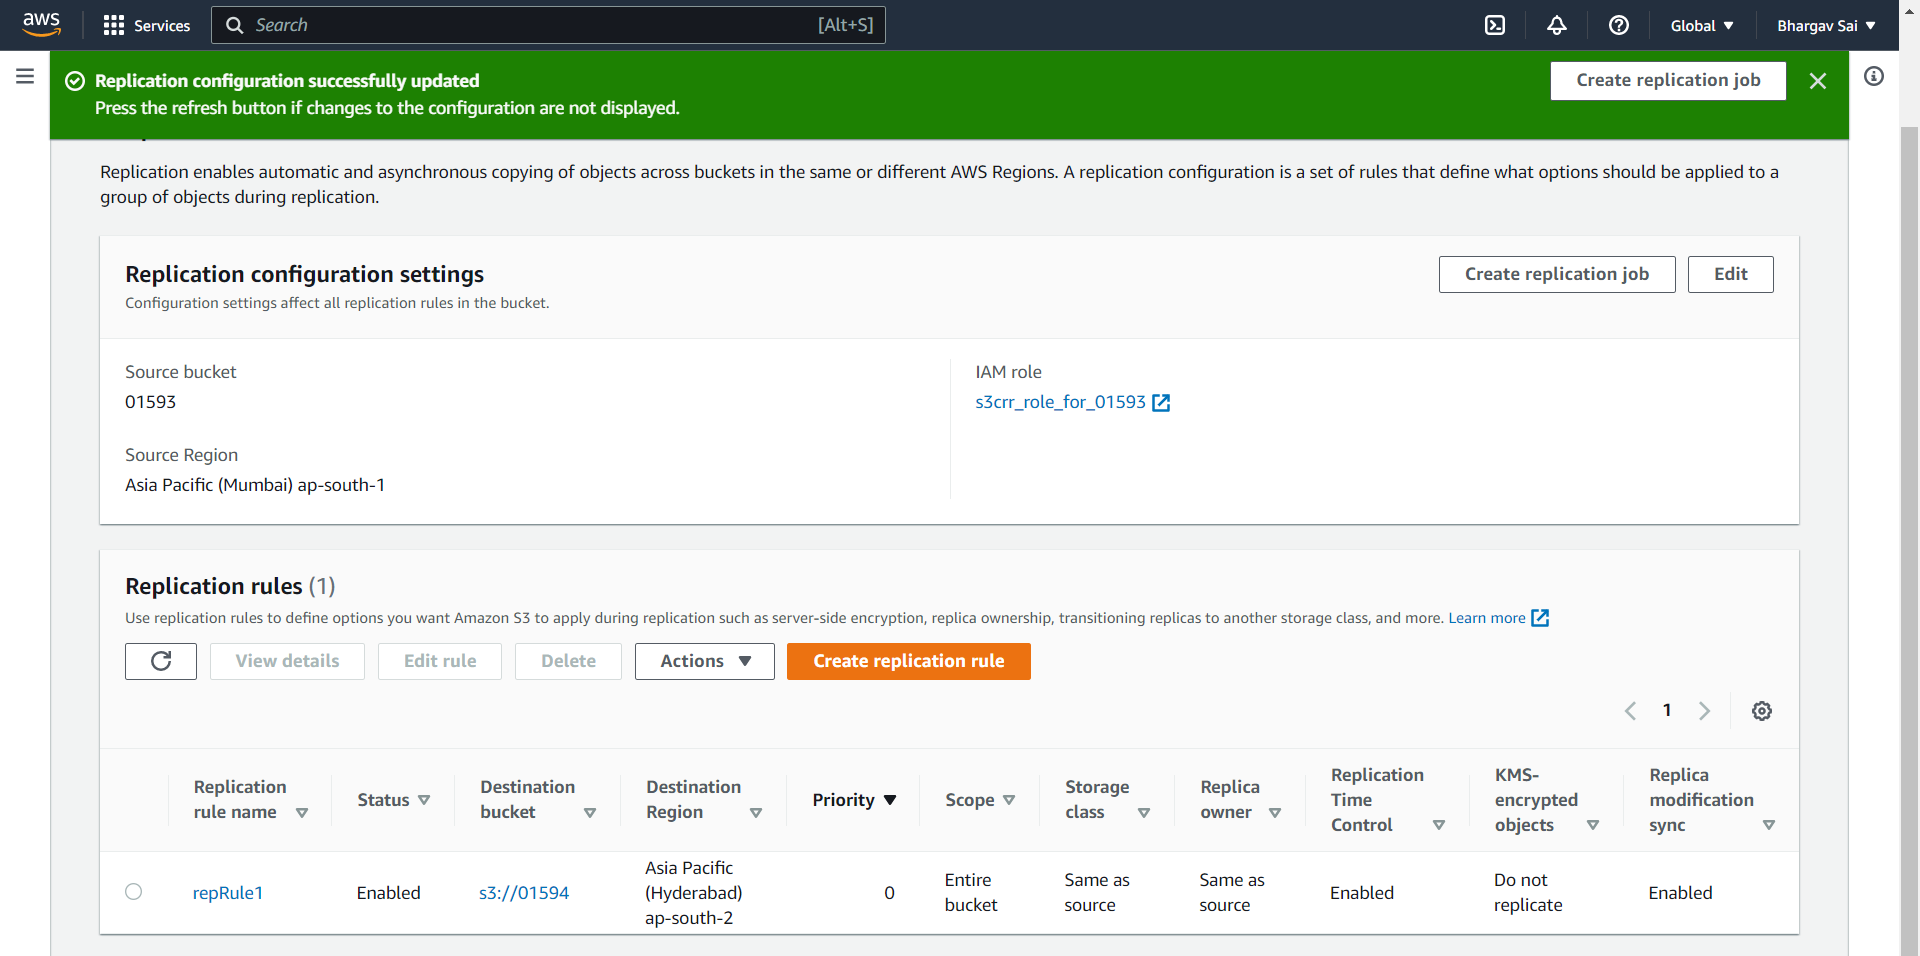 aws
Services
Search [Alt+S]
Global
Bhargav Sai
Replication configuration successfully updated
Press the refresh button if changes to the configuration are not displayed.
Create replication job
Replication enables automatic and asynchronous copying of objects across buckets in the same or different AWS Regions. A replication configuration is a set of rules that define what options should be applied to a
group of objects during replication.
Replication configuration settings
Configuration settings affect all replication rules in the bucket.
Create replication job
Edit
Source bucket
01593
Source Region
Asia Pacific (Mumbai) ap-south-1
IAM role
s3crr_role_for_01593
Replication rules (1)
Use replication rules to define options you want Amazon S3 to apply during replication such as server-side encryption, replica ownership, transitioning replicas to another storage class, and more. Learn more
View details
Edit rule
Delete
Actions
Create replication rule
1
Replication
rule name
Status
Destination
bucket
Destination
Region
Priority
Scope
Storage
class
Replica
owner
Replication
Time
Control
KMS-
encrypted
objects
Replica
modification
sync
repRule1
Enabled
s3://01594
Asia Pacific
(Hyderabad)
ap-south-2
0
Entire
bucket
Same as
source
Same as
source
Enabled
Do not
replicate
Enabled